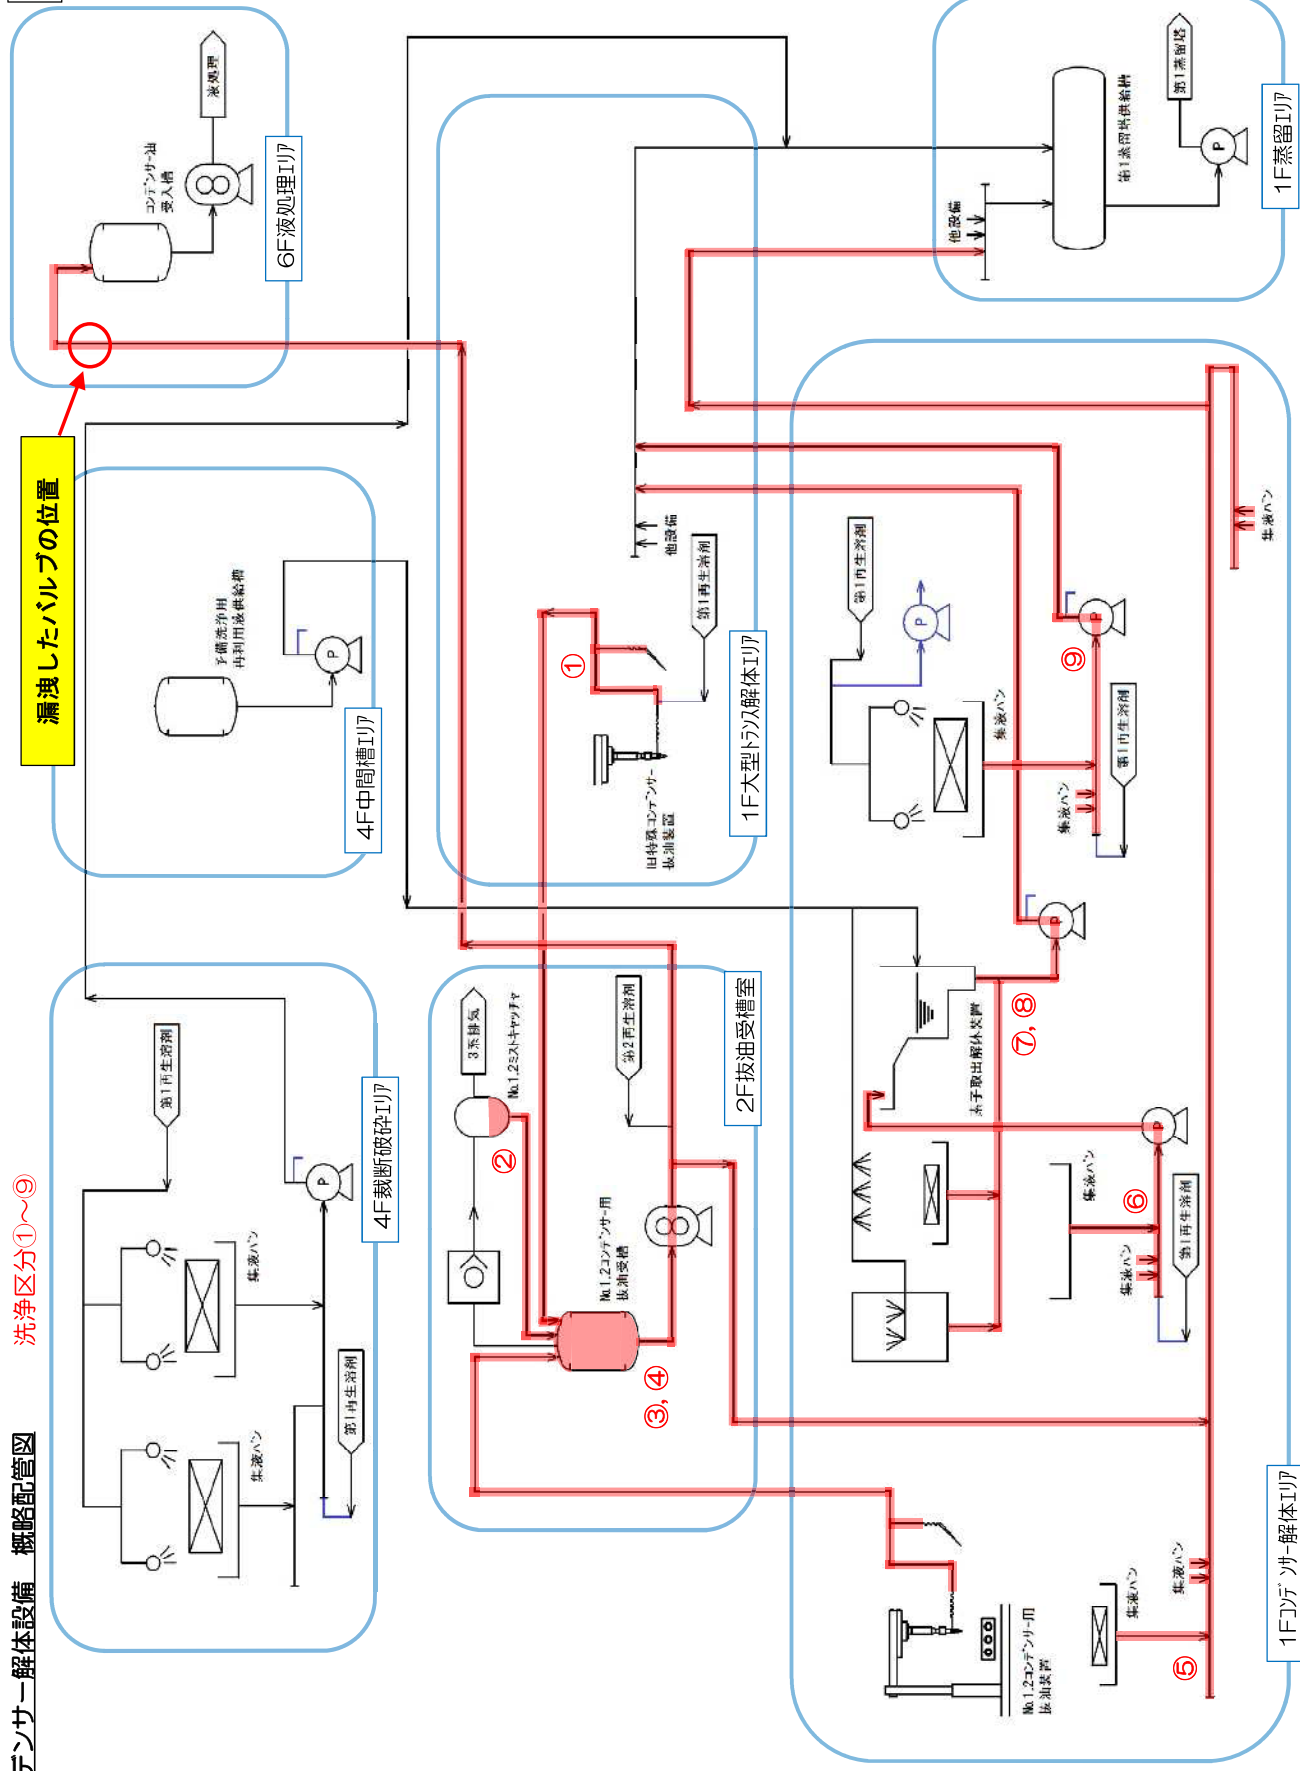 デンサー解体設備　概略配管図
洗浄区分①～⑨
漏洩したバルブの位置
第1再生溶剤
集液パン
集液パン
第1再生溶剤
4F裁断破砕エリア
予備洗浄用
再利用液供給槽
P
P
4F中間槽エリア
コンデンサー油
受入槽
液処理
6F液処理エリア
3系排気
No.1,2ミストキャッチャ
②
第2再生溶剤
No.1,2コンデンサー用
抜油受槽
③, ④
2F抜油受槽室
①
旧特殊コンデンサー
抜油装置
第1再生溶剤
他設備
1F大型トランス解体エリア
他設備
第1蒸留塔供給槽
第1蒸留塔
P
1F蒸留エリア
No.1,2コンデンサー用
抜油装置
集液パン
集液パン
⑤
素子取出解体装置
⑦, ⑧
P
集液パン
集液パン
⑥
第1再生溶剤
P
第1再生溶剤
P
集液パン
集液パン
⑨
第1再生溶剤
P
集液パン
1Fコンデンサー解体エリア